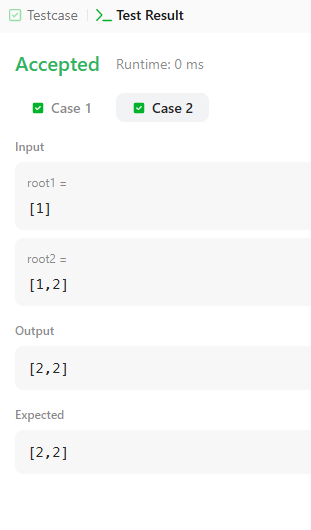 Testcase | Test Result
Accepted Runtime: 0 ms
Case 1 Case 2
Input
root1 =
[1]
root2 =
[1,2]
Output
[2,2]
Expected
[2,2]